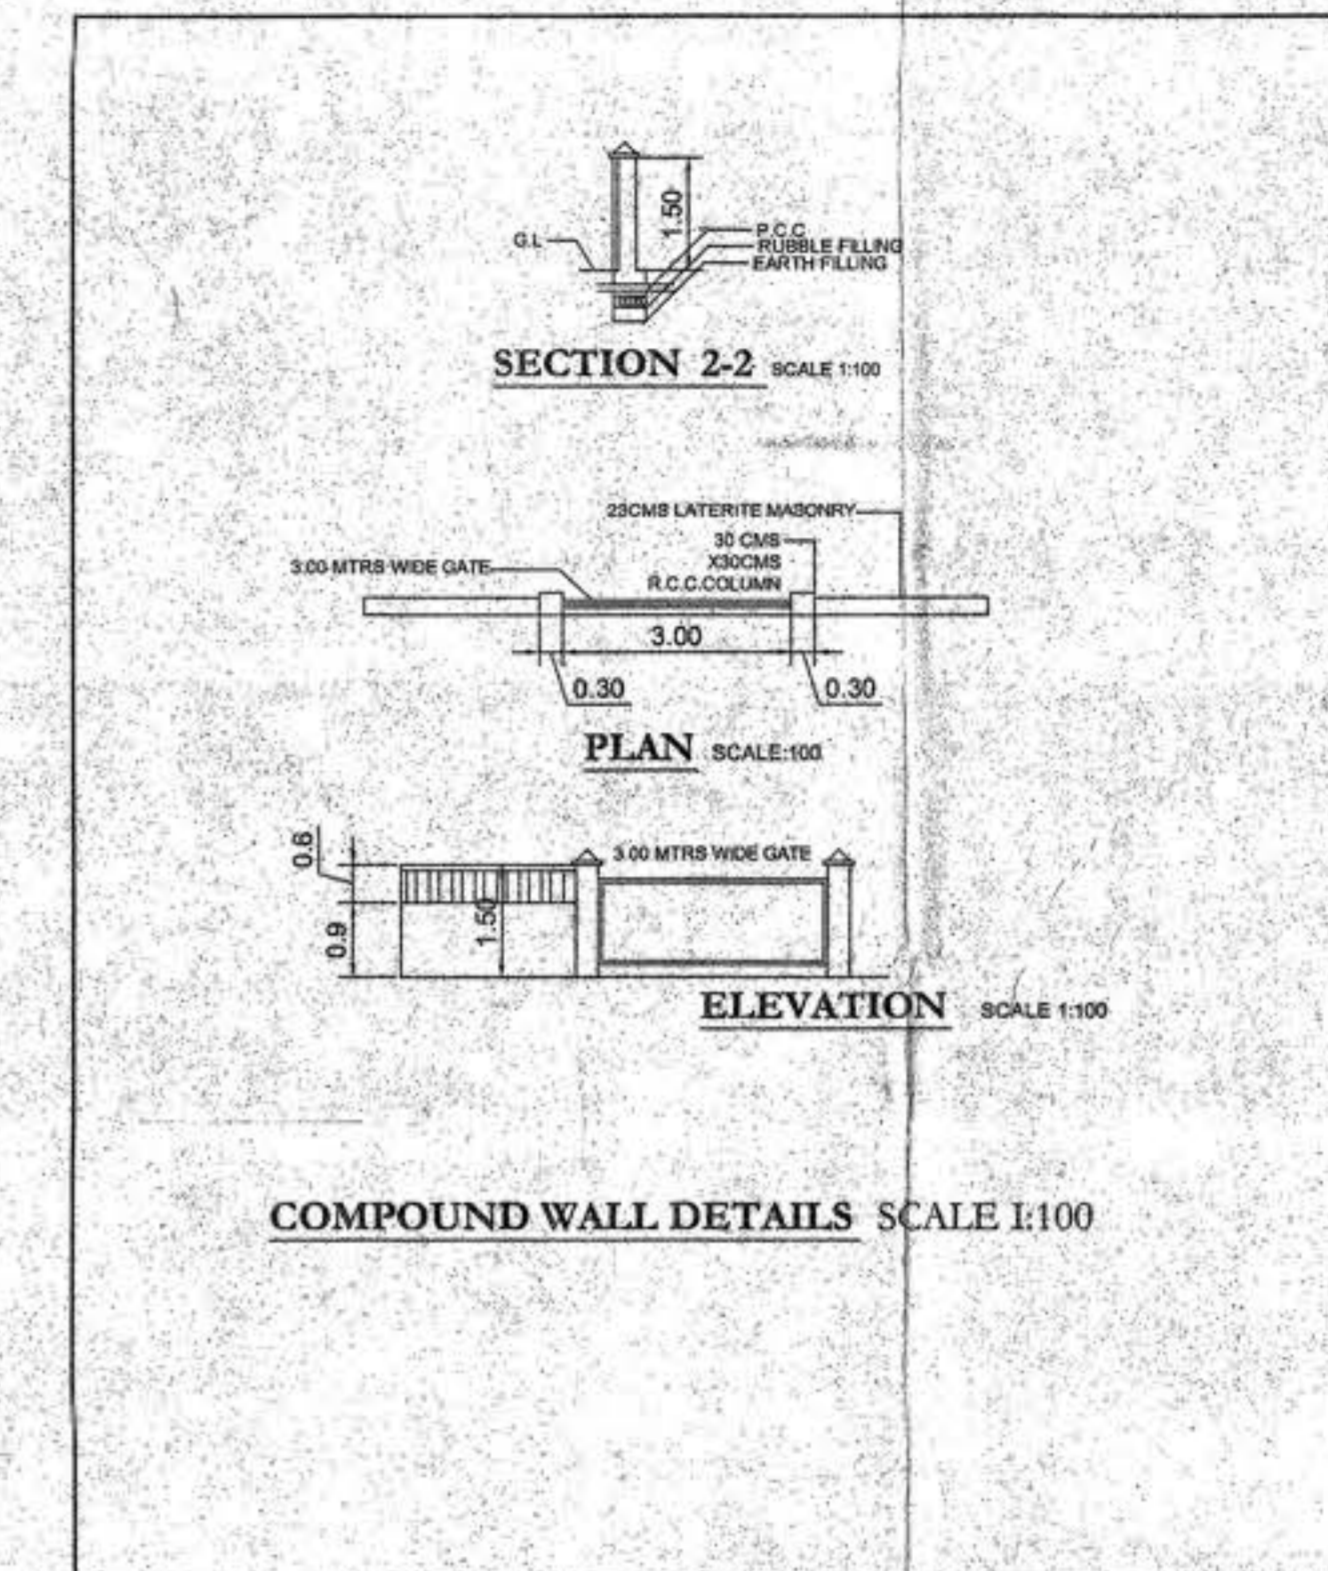 1.50
G.L
P.C.C
RUBBLE FILLING
EARTH FILLING
SECTION 2-2 SCALE 1:100
23CMS LATERITE MASONRY
30 CMS
X30CMS
R.C.C.COLUMN
3.00 MTRS WIDE GATE
3.00
0.30
0.30
PLAN SCALE:100
0.6
0.9
1.50
3.00 MTRS WIDE GATE
ELEVATION SCALE 1:100
COMPOUND WALL DETAILS SCALE I:100